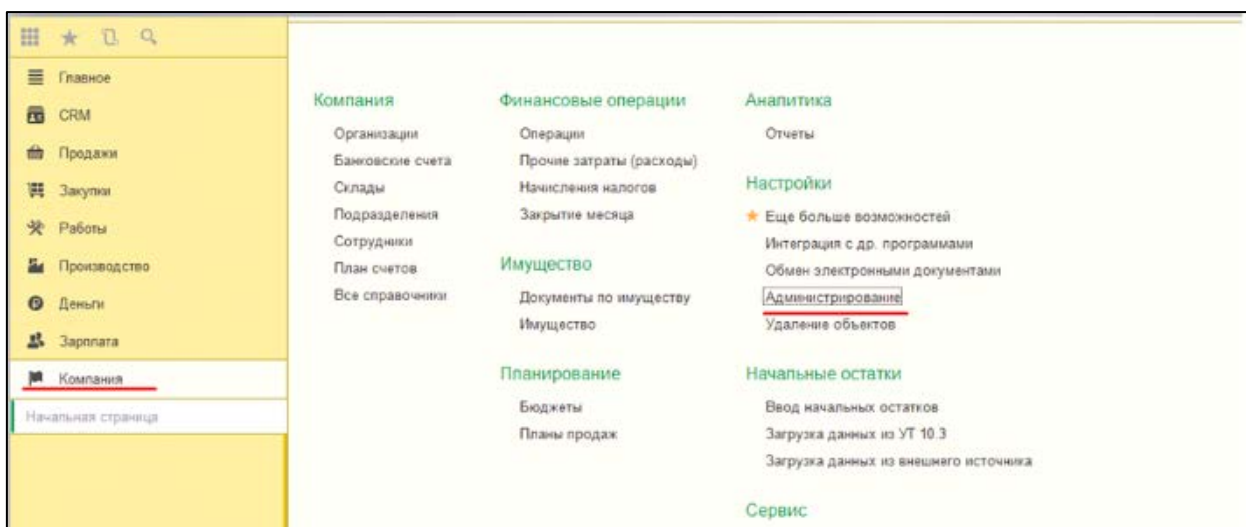 Главное
CRM
Продажи
Закупки
Работы
Производство
Деньги
Зарплата
Компания
Начальная страница
Компания
Организации
Банковские счета
Склады
Подразделения
Сотрудники
План счетов
Все справочники
Финансовые операции
Операции
Прочие затраты (расходы)
Начисления налогов
Закрытие месяца
Имущество
Документы по имуществу
Имущество
Планирование
Бюджеты
Планы продаж
Аналитика
Отчеты
Настройки
Еще больше возможностей
Интеграция с др. программами
Обмен электронными документами
Администрирование
Удаление объектов
Начальные остатки
Ввод начальных остатков
Загрузка данных из УТ 10.3
Загрузка данных из внешнего источника
Сервис